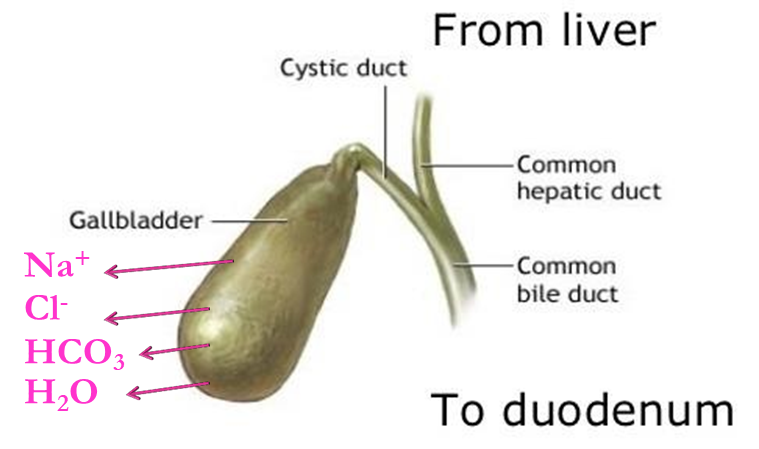 From liver
Cystic duct
Common
hepatic duct
Gallbladder
Na⁺
Cl⁻
HCO₃
H₂O
Common
bile duct
To duodenum